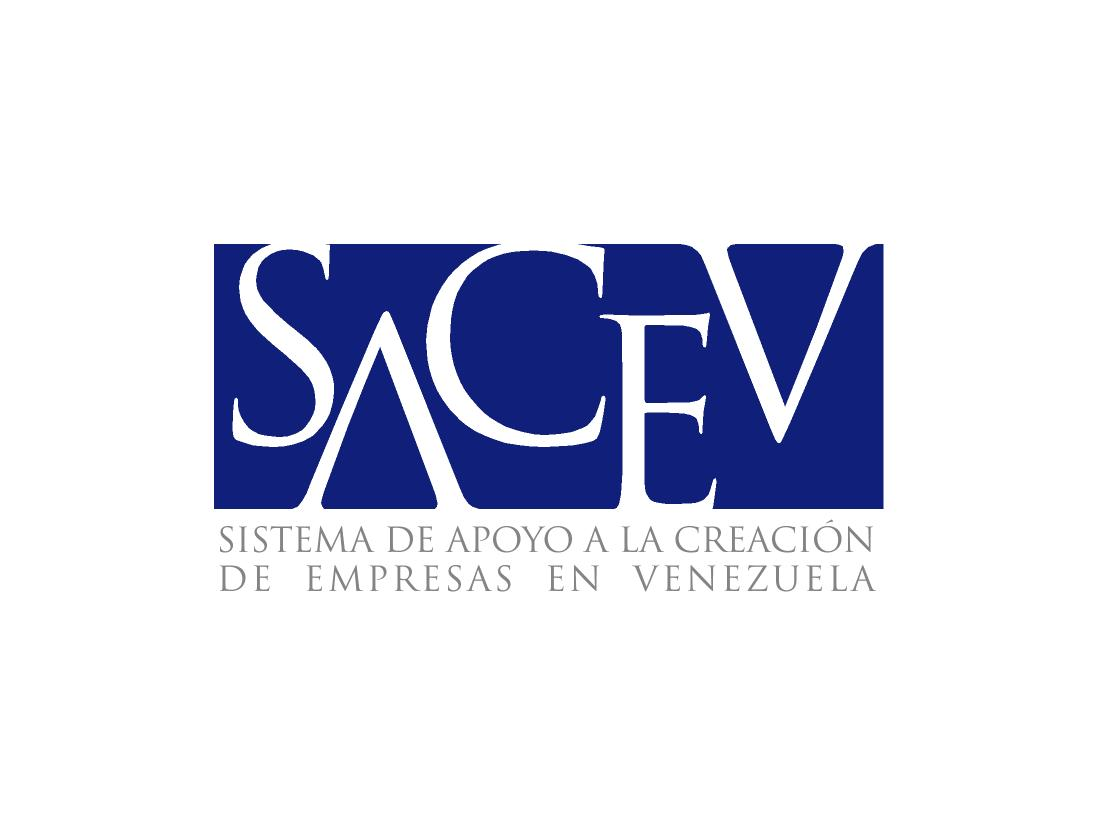 SACEV
SISTEMA DE APOYO A LA CREACIÓN
DE EMPRESAS EN VENEZUELA